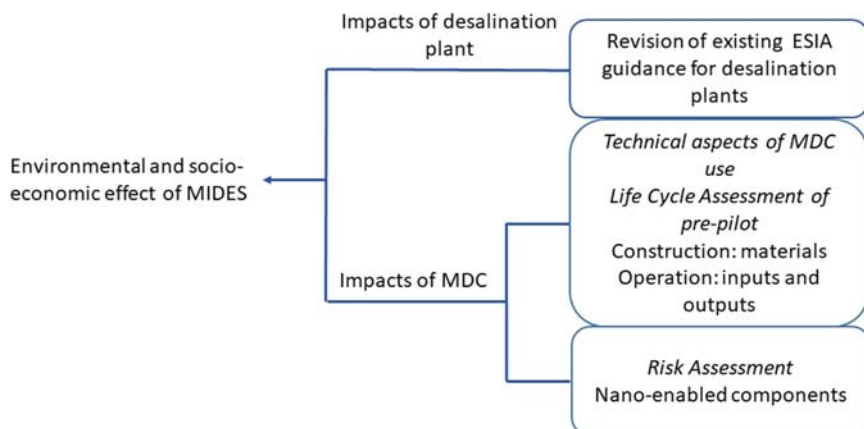 Impacts of desalination
plant
Revision of existing ESIA
guidance for desalination
plants
Environmental and socio-
economic effect of MIDES
Technical aspects of MDC
use
Life Cycle Assessment of
pre-pilot
Construction: materials
Operation: inputs and
outputs
Impacts of MDC
Risk Assessment
Nano-enabled components